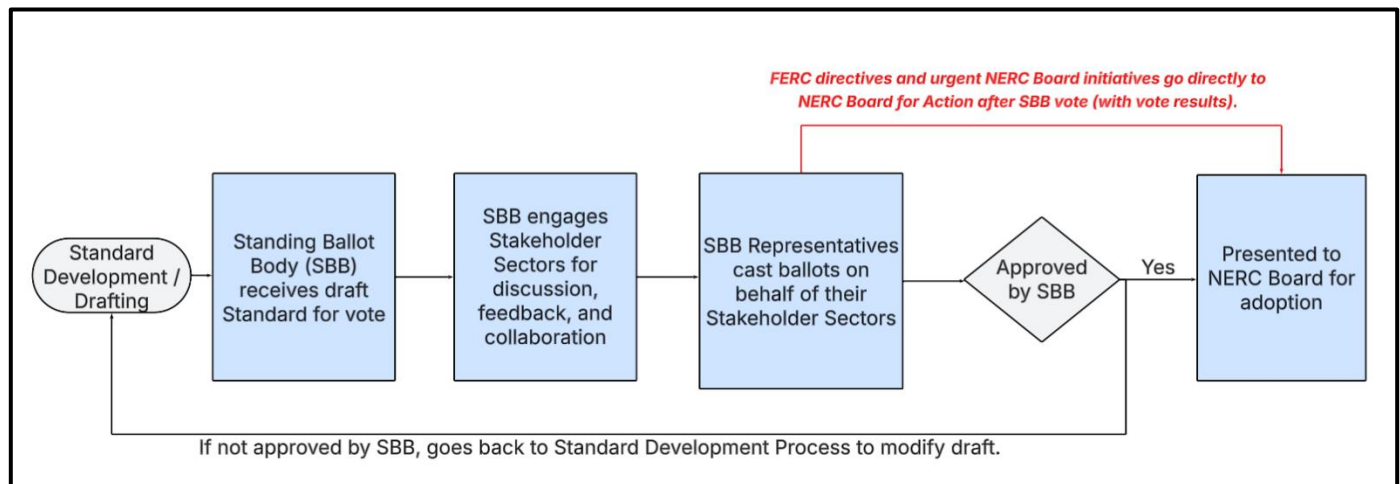 FERC directives and urgent NERC Board initiatives go directly to
NERC Board for Action after SBB vote (with vote results).
Standard
Development /
Drafting
Standing Ballot
Body (SBB)
receives draft
Standard for vote
SBB engages
Stakeholder
Sectors for
discussion,
feedback, and
collaboration
SBB Representatives
cast ballots on
behalf of their
Stakeholder Sectors
Approved
by SBB
Yes
Presented to
NERC Board for
adoption
If not approved by SBB, goes back to Standard Development Process to modify draft.